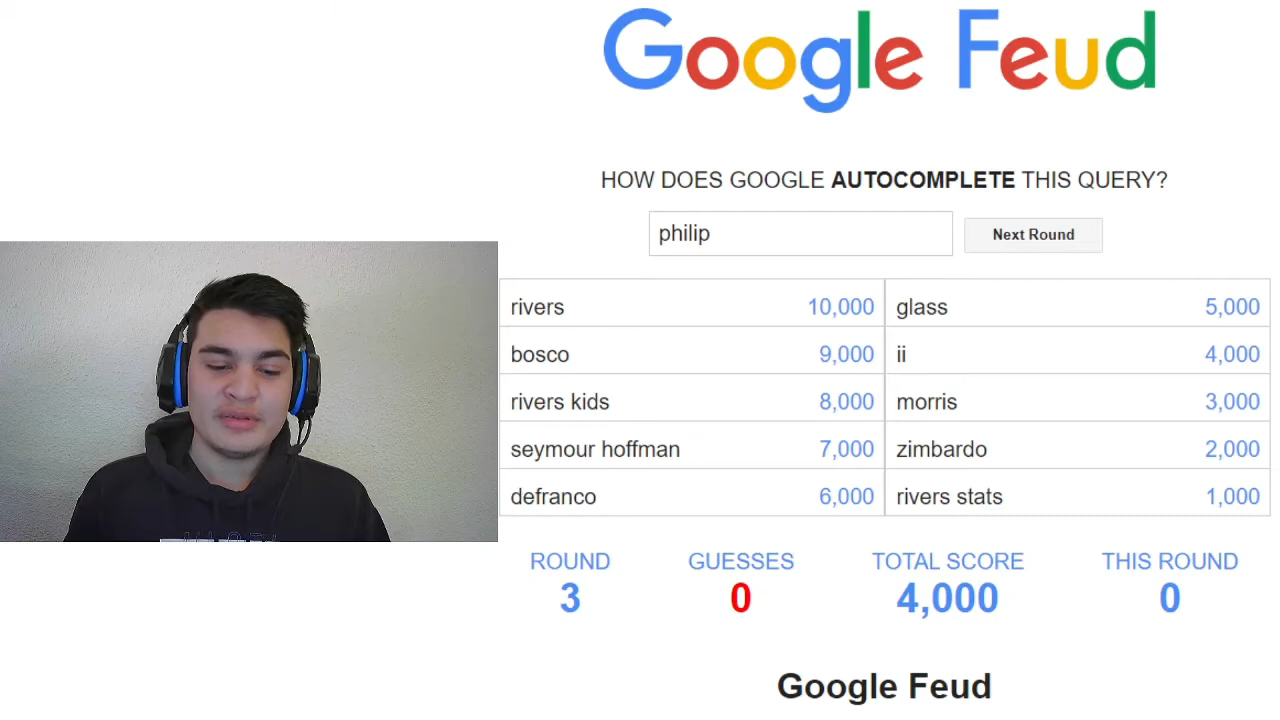 Google Feud
HOW DOES GOOGLE AUTOCOMPLETE THIS QUERY?
philip
Next Round
rivers 10,000
bosco 9,000
rivers kids 8,000
seymour hoffman 7,000
defranco 6,000
glass 5,000
ii 4,000
morris 3,000
zimbardo 2,000
rivers stats 1,000
ROUND
3
GUESSES
0
TOTAL SCORE
4,000
THIS ROUND
0
Google Feud